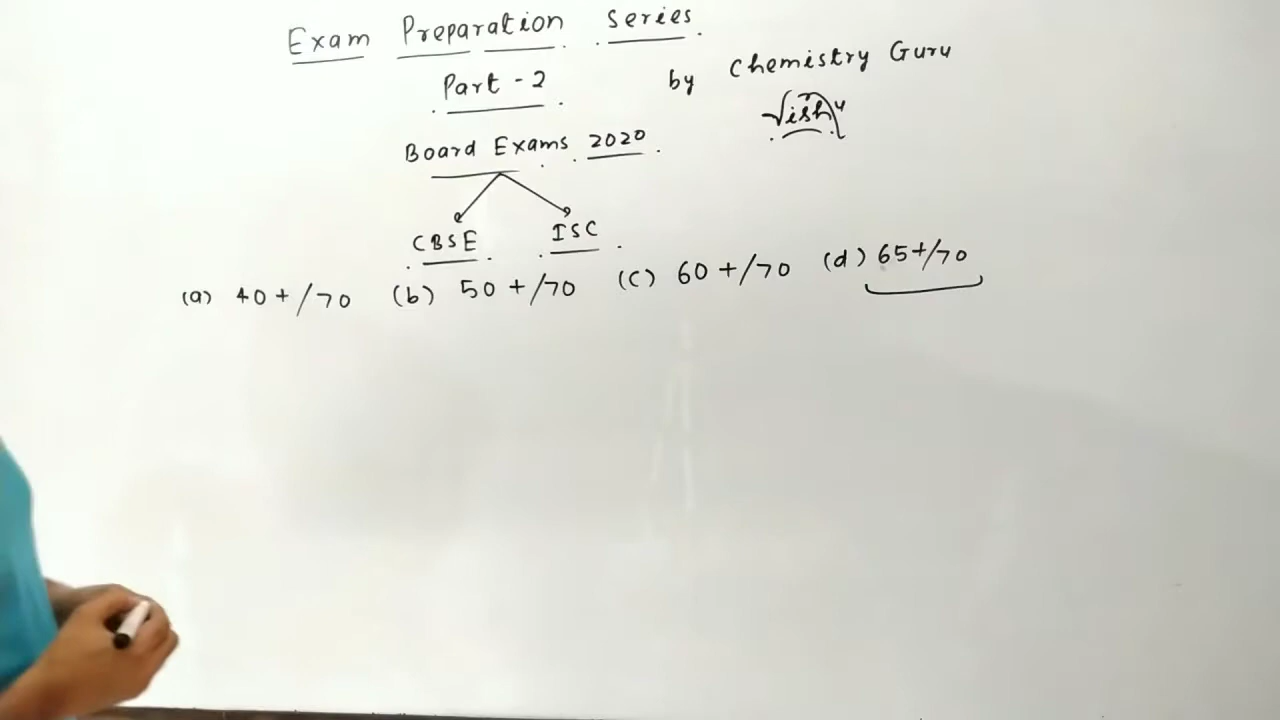 Exam Preparation Series
Part - 2
by Chemistry Guru
Vishy
Board Exams 2020
CBSE ISC
(a) 40+/70 (b) 50+/70 (c) 60+/70 (d) 65+/70